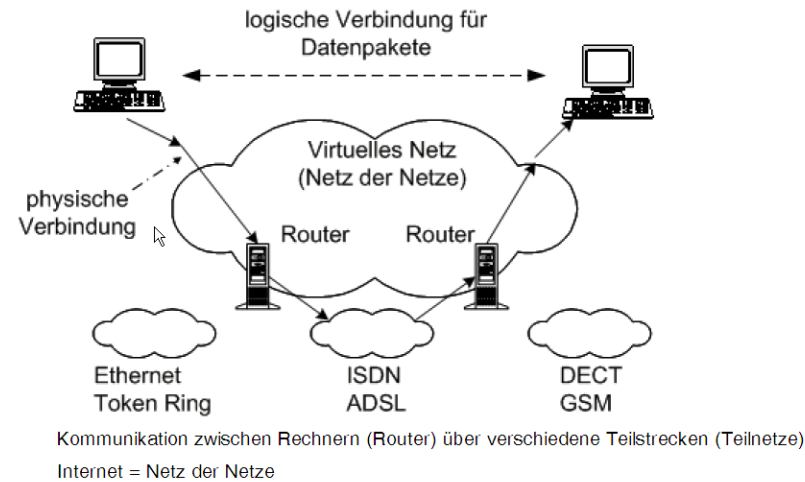 logische Verbindung für
Datenpakete
Virtuelles Netz
(Netz der Netze)
physische
Verbindung
Router
Router
Ethernet
Token Ring
ISDN
ADSL
DECT
GSM
Kommunikation zwischen Rechnern (Router) über verschiedene Teilstrecken (Teilnetze)
Internet = Netz der Netze